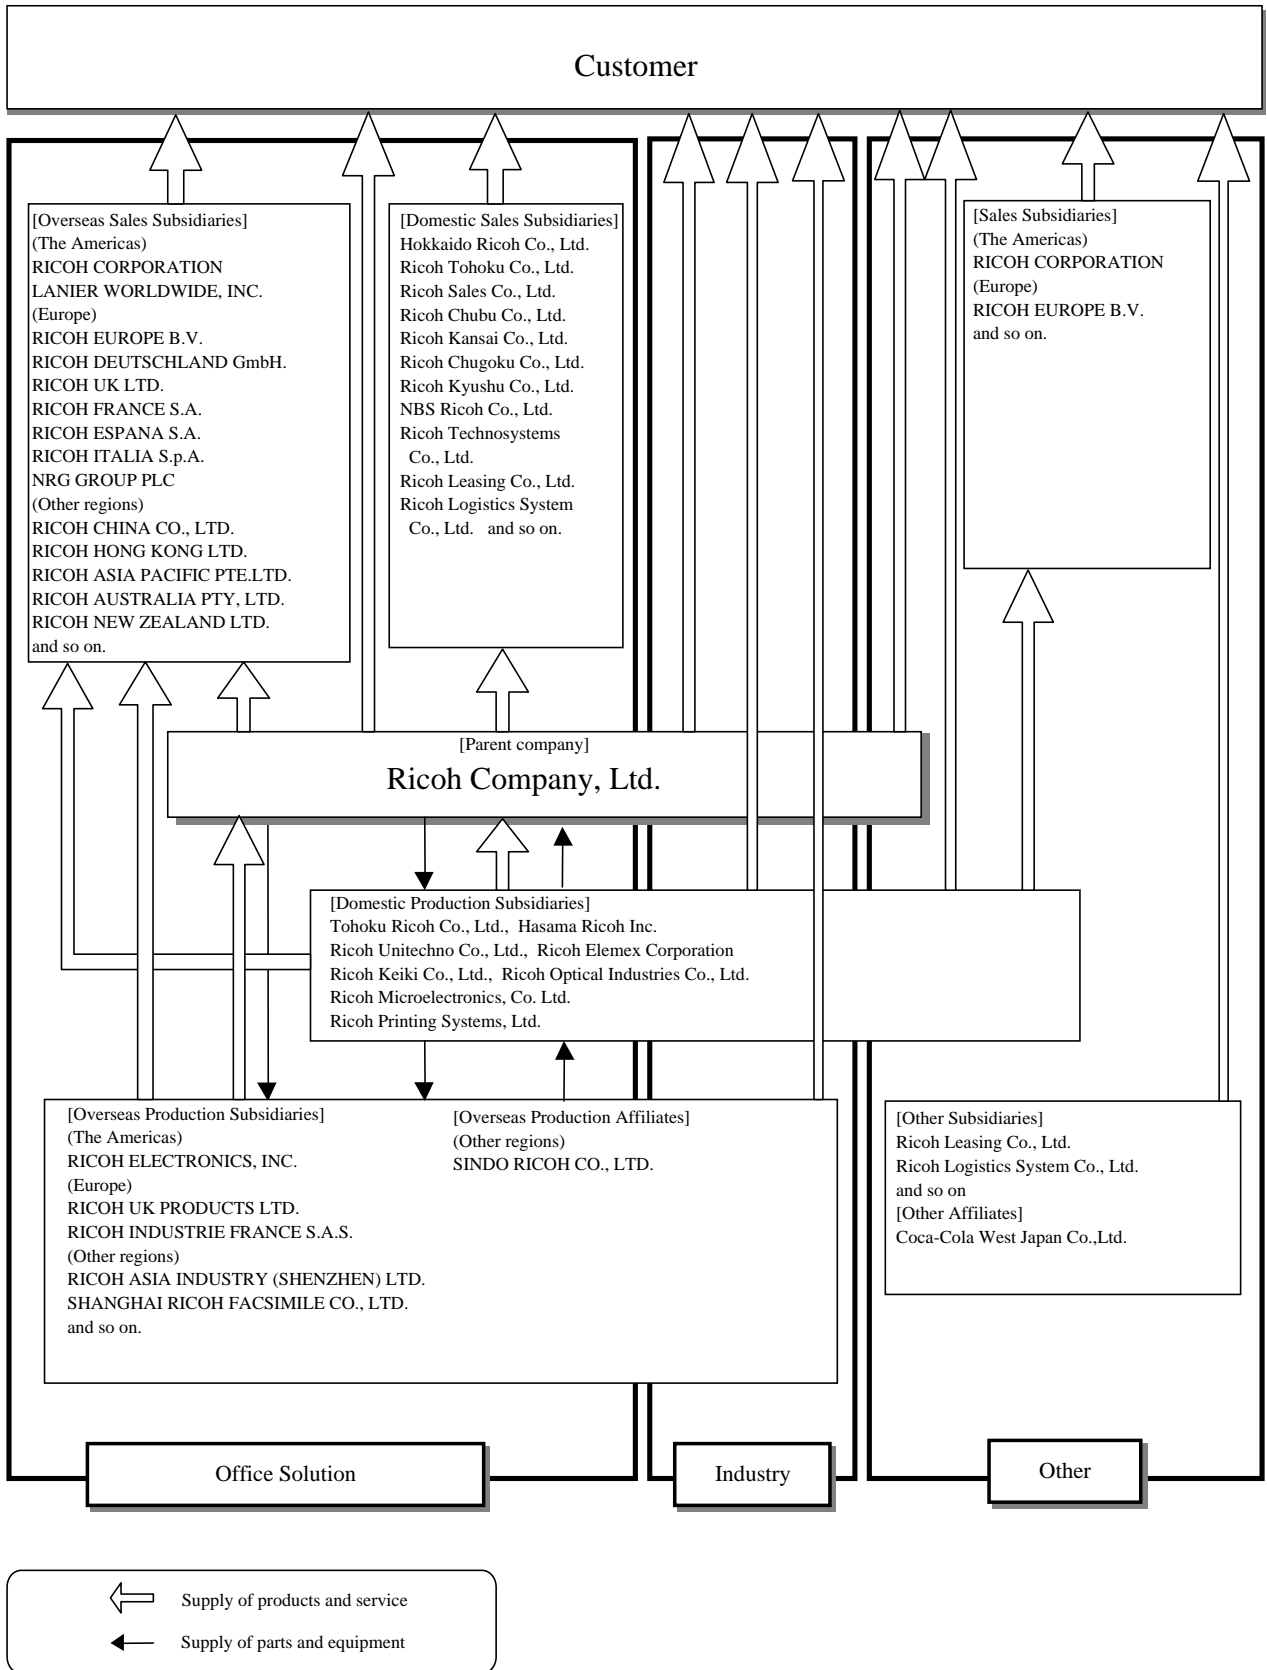 Customer
[Overseas Sales Subsidiaries]
(The Americas)
RICOH CORPORATION
LANIER WORLDWIDE, INC.
(Europe)
RICOH EUROPE B.V.
RICOH DEUTSCHLAND GmbH.
RICOH UK LTD.
RICOH FRANCE S.A.
RICOH ESPANA S.A.
RICOH ITALIA S.p.A.
NRG GROUP PLC
(Other regions)
RICOH CHINA CO., LTD.
RICOH HONG KONG LTD.
RICOH ASIA PACIFIC PTE.LTD.
RICOH AUSTRALIA PTY, LTD.
RICOH NEW ZEALAND LTD.
and so on.
[Domestic Sales Subsidiaries]
Hokkaido Ricoh Co., Ltd.
Ricoh Tohoku Co., Ltd.
Ricoh Sales Co., Ltd.
Ricoh Chubu Co., Ltd.
Ricoh Kansai Co., Ltd.
Ricoh Chugoku Co., Ltd.
Ricoh Kyushu Co., Ltd.
NBS Ricoh Co., Ltd.
Ricoh Technosystems
Co., Ltd.
Ricoh Leasing Co., Ltd.
Ricoh Logistics System
Co., Ltd. and so on.
[Sales Subsidiaries]
(The Americas)
RICOH CORPORATION
(Europe)
RICOH EUROPE B.V.
and so on.
[Parent company]
Ricoh Company, Ltd.
[Domestic Production Subsidiaries]
Tohoku Ricoh Co., Ltd., Hasama Ricoh Inc.
Ricoh Unitechno Co., Ltd., Ricoh Elemex Corporation
Ricoh Keiki Co., Ltd., Ricoh Optical Industries Co., Ltd.
Ricoh Microelectronics, Co. Ltd.
Ricoh Printing Systems, Ltd.
[Overseas Production Subsidiaries]
(The Americas)
RICOH ELECTRONICS, INC.
(Europe)
RICOH UK PRODUCTS LTD.
RICOH INDUSTRIE FRANCE S.A.S.
(Other regions)
RICOH ASIA INDUSTRY (SHENZHEN) LTD.
SHANGHAI RICOH FACSIMILE CO., LTD.
and so on.
[Overseas Production Affiliates]
(Other regions)
SINDO RICOH CO., LTD.
[Other Subsidiaries]
Ricoh Leasing Co., Ltd.
Ricoh Logistics System Co., Ltd.
and so on
[Other Affiliates]
Coca-Cola West Japan Co.,Ltd.
Office Solution
Industry
Other
Supply of products and service
Supply of parts and equipment